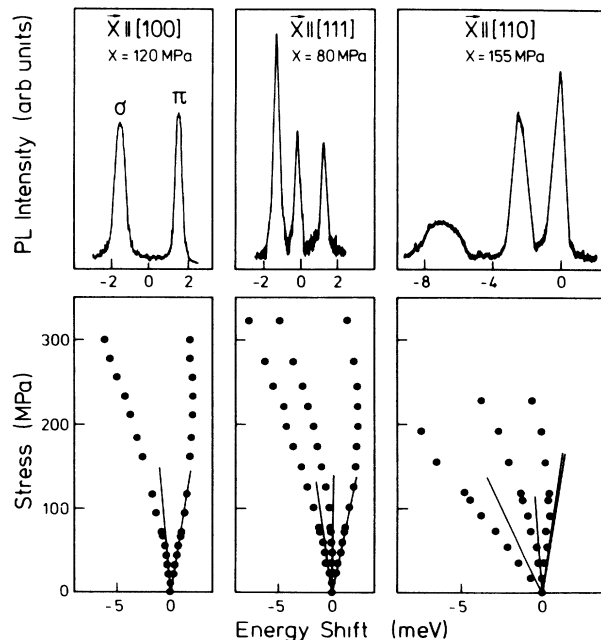 X || [100]
X = 120 MPa
X || [111]
X = 80 MPa
X || [110]
X = 155 MPa
PL Intensity (arb units)
σ
π
-2 0 2
-2 0 2
-8 -4 0
Stress (MPa)
300
200
100
0
-5 0
-5 0
-5 0
Energy Shift (meV)